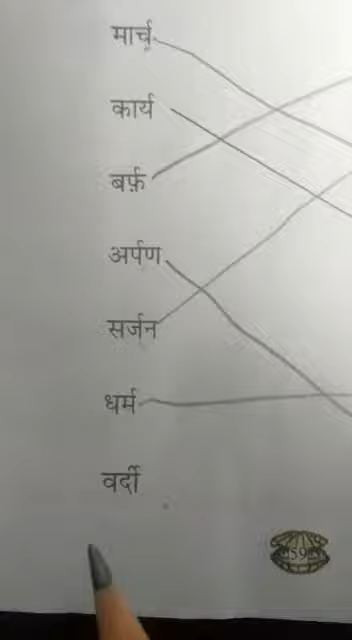 मार्च
कार्य
बर्फ़
अर्पण
सर्जन
धर्म
वर्दी